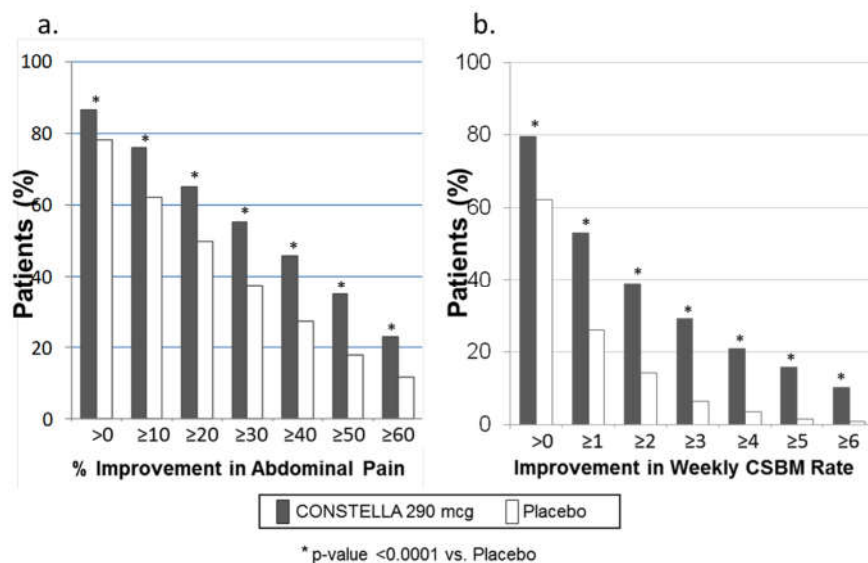 a.
100
80
60
40
20
0
Patients (%)
* * * * * * *
>0 ≥10 ≥20 ≥30 ≥40 ≥50 ≥60
% Improvement in Abdominal Pain
b.
100
80
60
40
20
0
Patients (%)
* * * * * * *
>0 ≥1 ≥2 ≥3 ≥4 ≥5 ≥6
Improvement in Weekly CSBM Rate
CONSTELLA 290 mcg Placebo
* p-value <0.0001 vs. Placebo